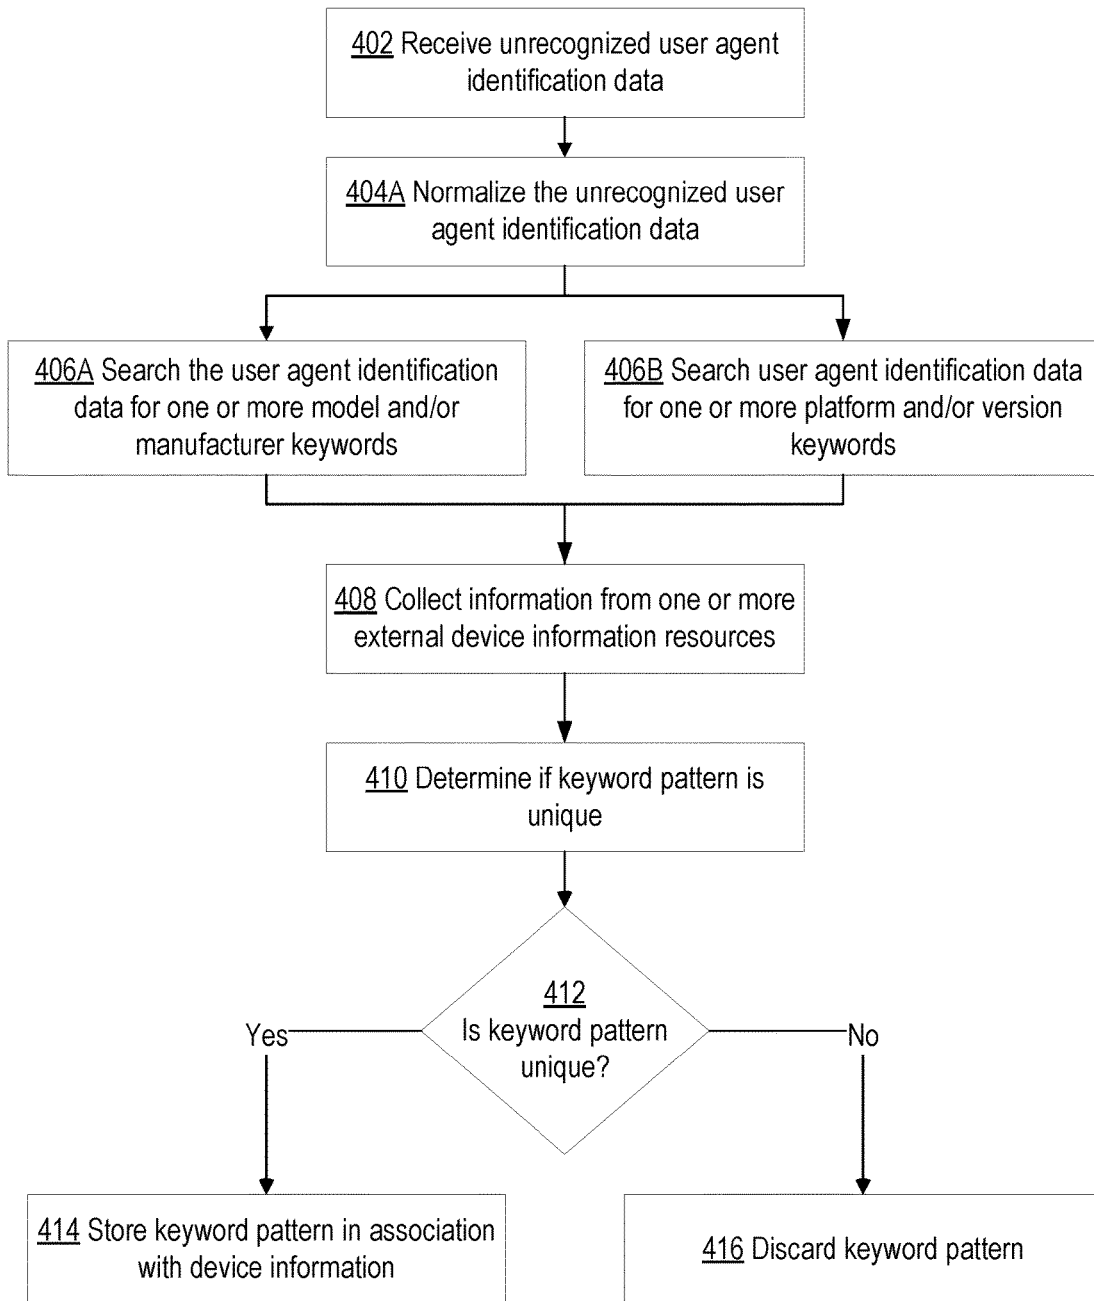 402 Receive unrecognized user agent
identification data
404A Normalize the unrecognized user
agent identification data
406A Search the user agent identification
data for one or more model and/or
manufacturer keywords
406B Search user agent identification data
for one or more platform and/or version
keywords
408 Collect information from one or more
external device information resources
410 Determine if keyword pattern is
unique
412
Is keyword pattern
unique?
Yes
No
414 Store keyword pattern in association
with device information
416 Discard keyword pattern